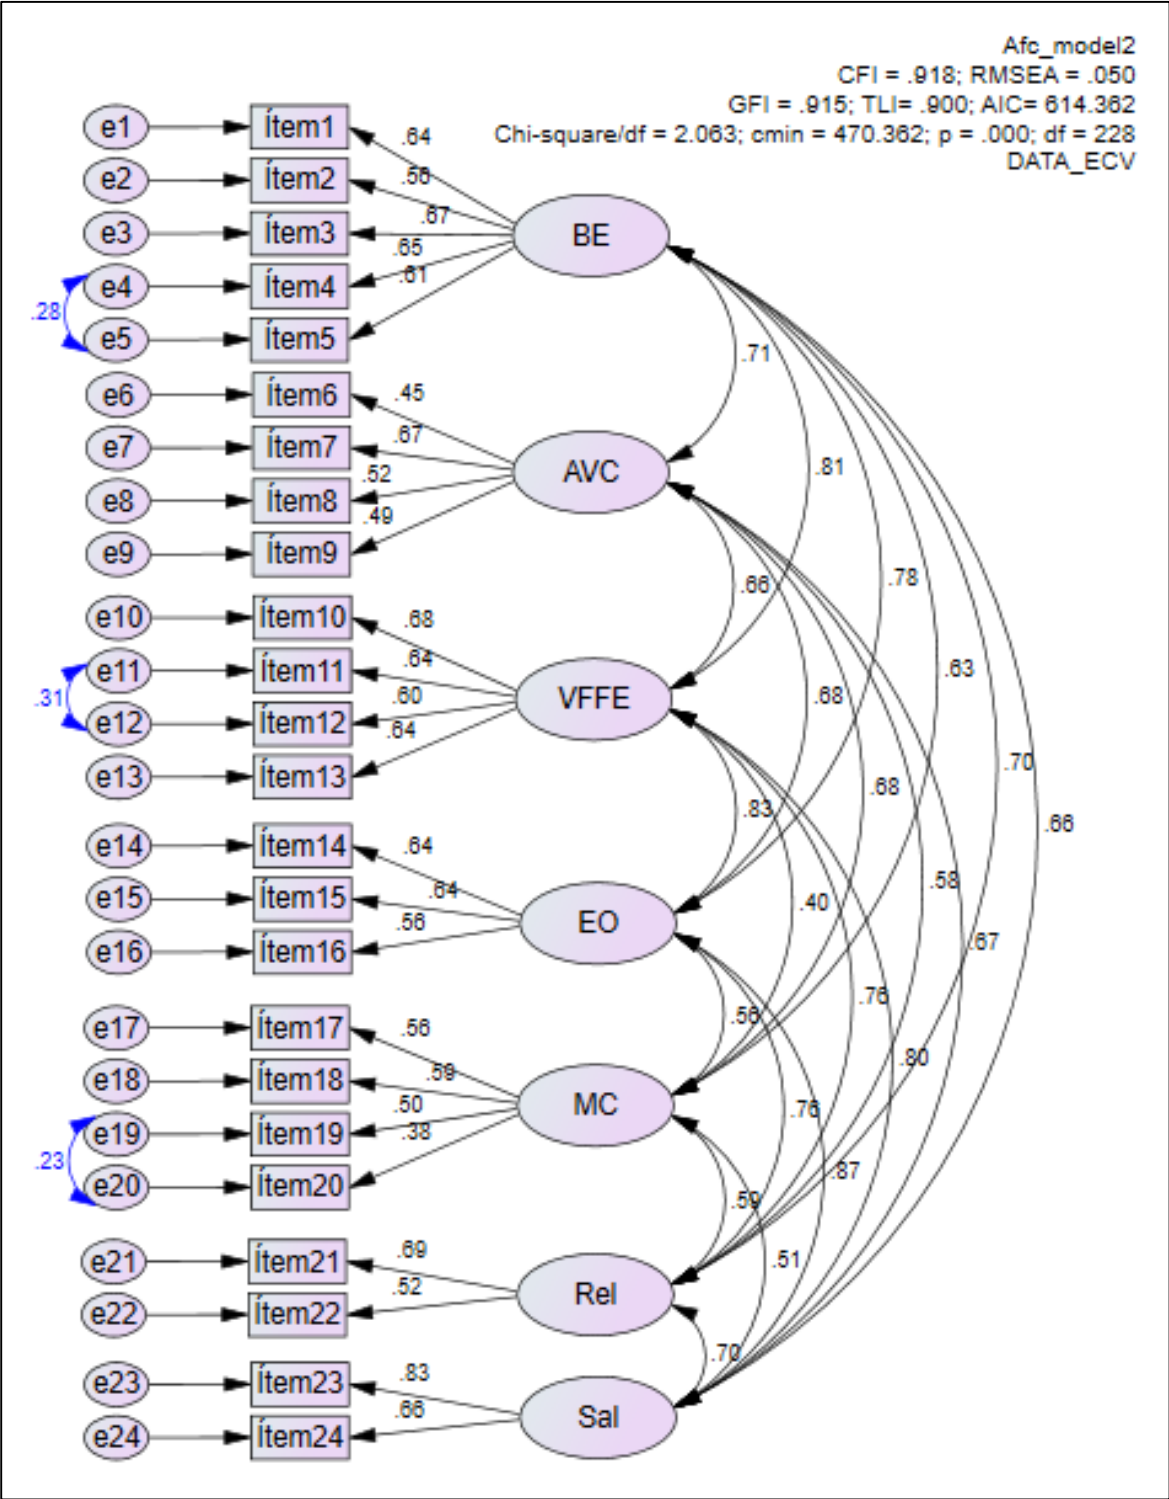 Afc_model2
CFI = .918; RMSEA = .050
GFI = .915; TLI= .900; AIC= 614.362
Chi-square/df = 2.063; cmin = 470.362; p = .000; df = 228
DATA_ECV
e1 Ítem1 .64
e2 Ítem2 .56
e3 Ítem3 .67 BE
e4 Ítem4 .65
.28
e5 Ítem5 .61
.71
e6 Ítem6 .45
e7 Ítem7 .67
.81
e8 Ítem8 .52 AVC
e9 Ítem9 .49
.66 .78
e10 Ítem10 .68
e11 Ítem11 .64
.63
.31 .60 VFFE .68
e12 Ítem12
e13 Ítem13 .64
.70
.68
.83 .66
e14 Ítem14 .64
e15 Ítem15 .64
.58
.40
EO
e16 Ítem16 .56
.67
.76
e17 Ítem17 .56
.56
.80
e18 Ítem18 .59
MC
.76
e19 Ítem19 .50
.23 .38
e20 Ítem20
.87
.59
e21 Ítem21 .69
.51
e22 Ítem22 .52 Rel
.70
e23 Ítem23 .83
e24 Ítem24 .66 Sal